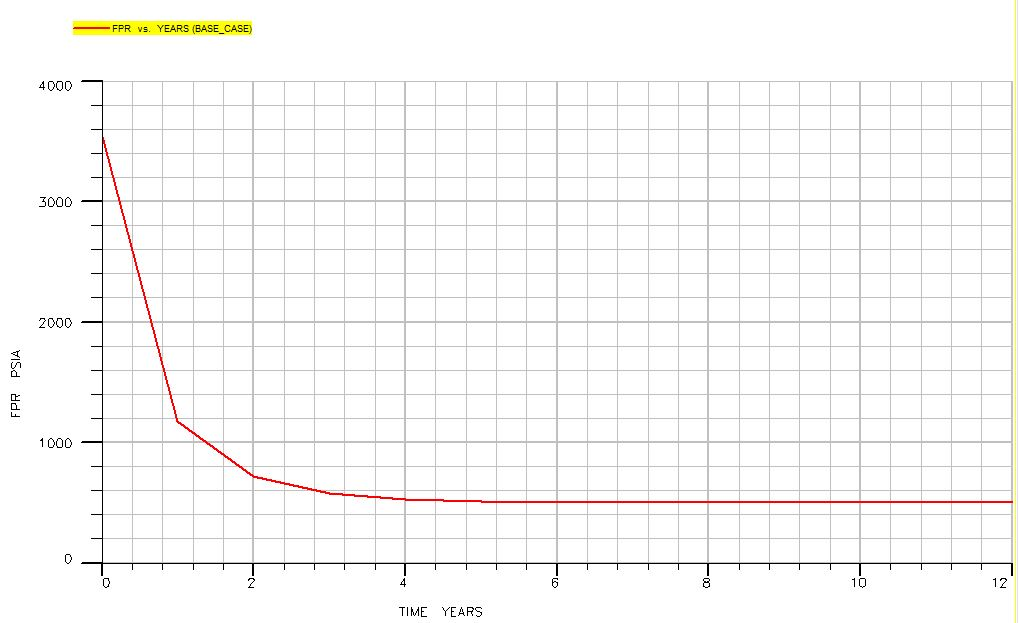 FPR vs. YEARS (BASE_CASE)
4000
3000
2000
1000
0
FPR PSIA
0 2 4 6 8 10 12
TIME YEARS